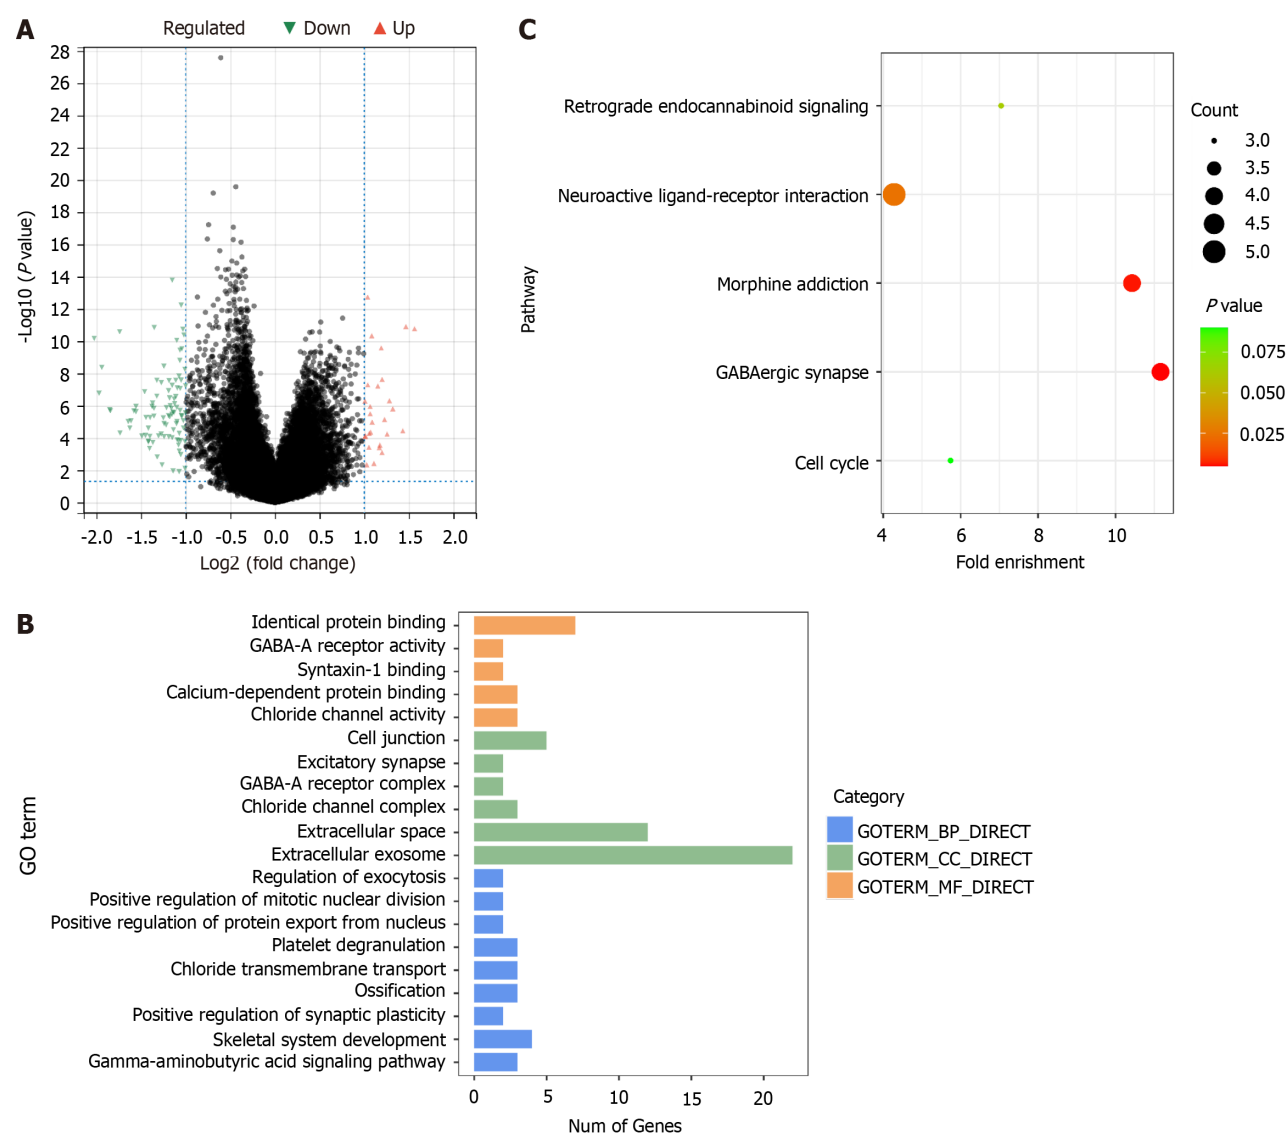 A
Regulated Down Up
28
26
24
22
20
18
16
14
12
10
8
6
4
2
0
-Log10 (P value)
-2.0 -1.5 -1.0 -0.5 0.0 0.5 1.0 1.5 2.0
Log2 (fold change)
C
Retrograde endocannabinoid signaling
Neuroactive ligand-receptor interaction
Morphine addiction
GABAergic synapse
Cell cycle
Pathway
4 6 8 10
Fold enrishment
Count
3.0
3.5
4.0
4.5
5.0
P value
0.075
0.050
0.025
B
Identical protein binding
GABA-A receptor activity
Syntaxin-1 binding
Calcium-dependent protein binding
Chloride channel activity
Cell junction
Excitatory synapse
GABA-A receptor complex
Chloride channel complex
Extracellular space
Extracellular exosome
Regulation of exocytosis
Positive regulation of mitotic nuclear division
Positive regulation of protein export from nucleus
Platelet degranulation
Chloride transmembrane transport
Ossification
Positive regulation of synaptic plasticity
Skeletal system development
Gamma-aminobutyric acid signaling pathway
GO term
0 5 10 15 20
Num of Genes
Category
GOTERM_BP_DIRECT
GOTERM_CC_DIRECT
GOTERM_MF_DIRECT